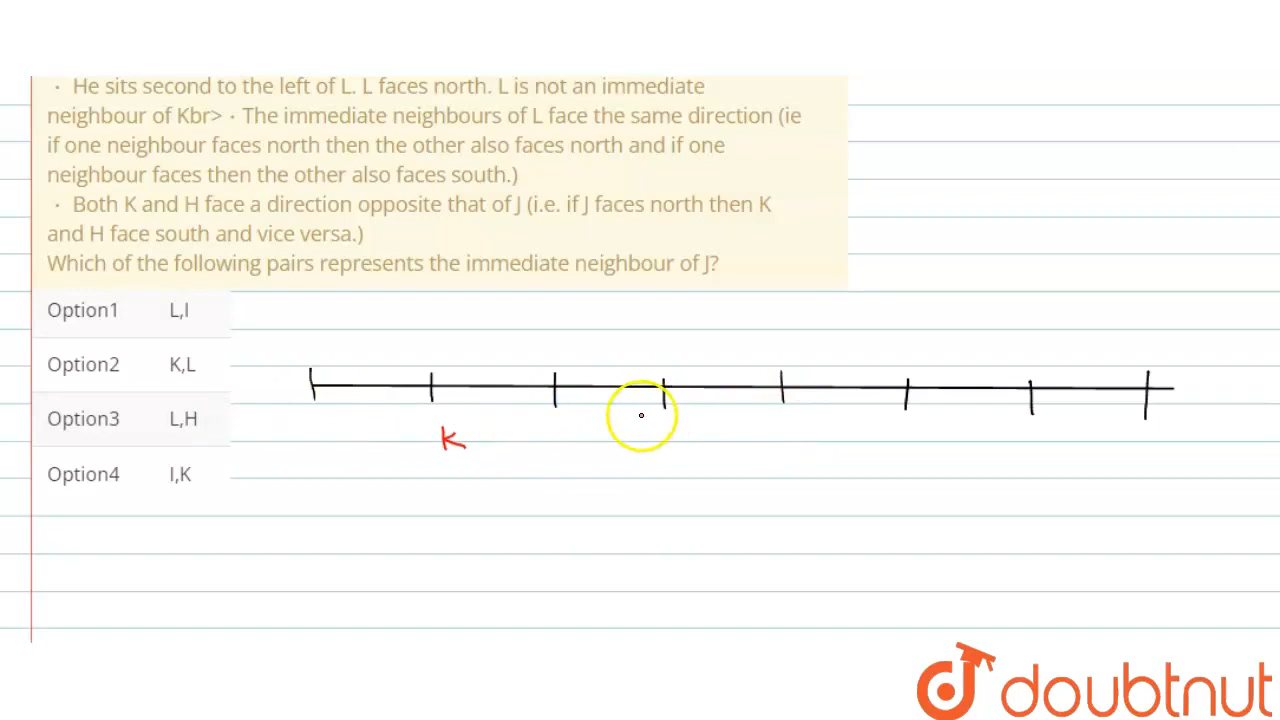 · He sits second to the left of L. L faces north. L is not an immediate
neighbour of Kbr> · The immediate neighbours of L face the same direction (ie
if one neighbour faces north then the other also faces north and if one
neighbour faces then the other also faces south.)
· Both K and H face a direction opposite that of J (i.e. if J faces north then K
and H face south and vice versa.)
Which of the following pairs represents the immediate neighbour of J?
Option1 L,I
Option2 K,L
Option3 L,H
Option4 I,K
K
doubtnut